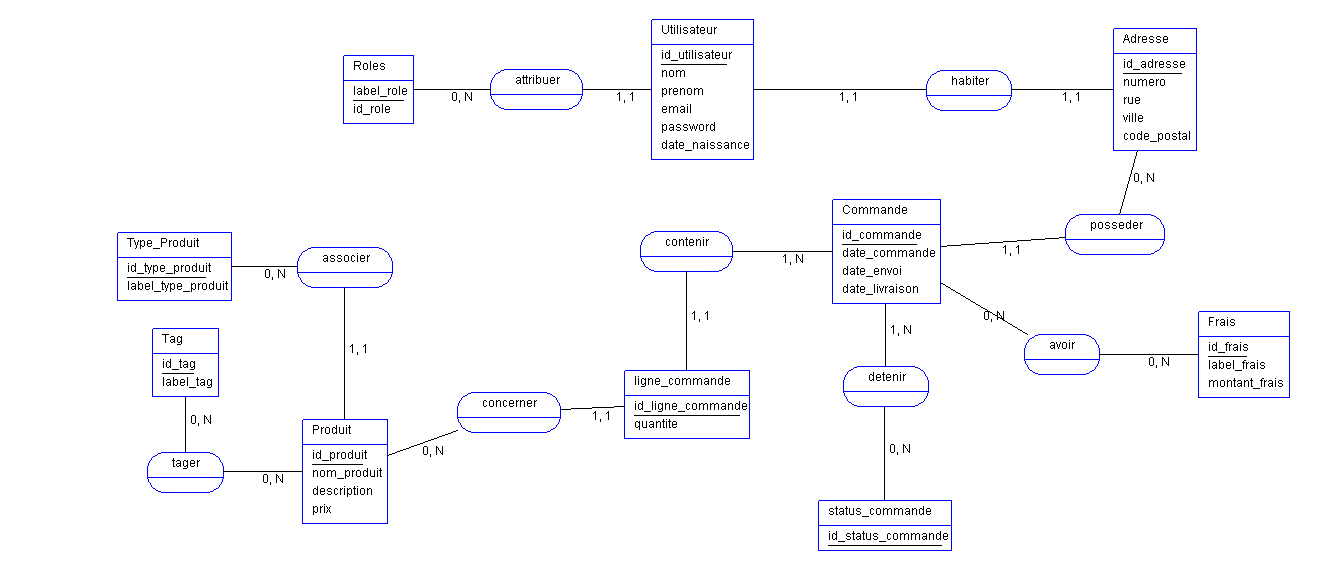 Roles
label_role
id_role
0, N
attribuer
1, 1
Utilisateur
id_utilisateur
nom
prenom
email
password
date_naissance
1, 1
habiter
1, 1
Adresse
id_adresse
numero
rue
ville
code_postal
0, N
posseder
1, 1
Commande
id_commande
date_commande
date_envoi
date_livraison
1, N
contenir
1, 1
Type_Produit
id_type_produit
label_type_produit
0, N
associer
1, 1
Tag
id_tag
label_tag
0, N
tager
0, N
Produit
id_produit
nom_produit
description
prix
0, N
concerner
1, 1
ligne_commande
id_ligne_commande
quantite
1, N
detenir
0, N
status_commande
id_status_commande
0, N
avoir
0, N
Frais
id_frais
label_frais
montant_frais